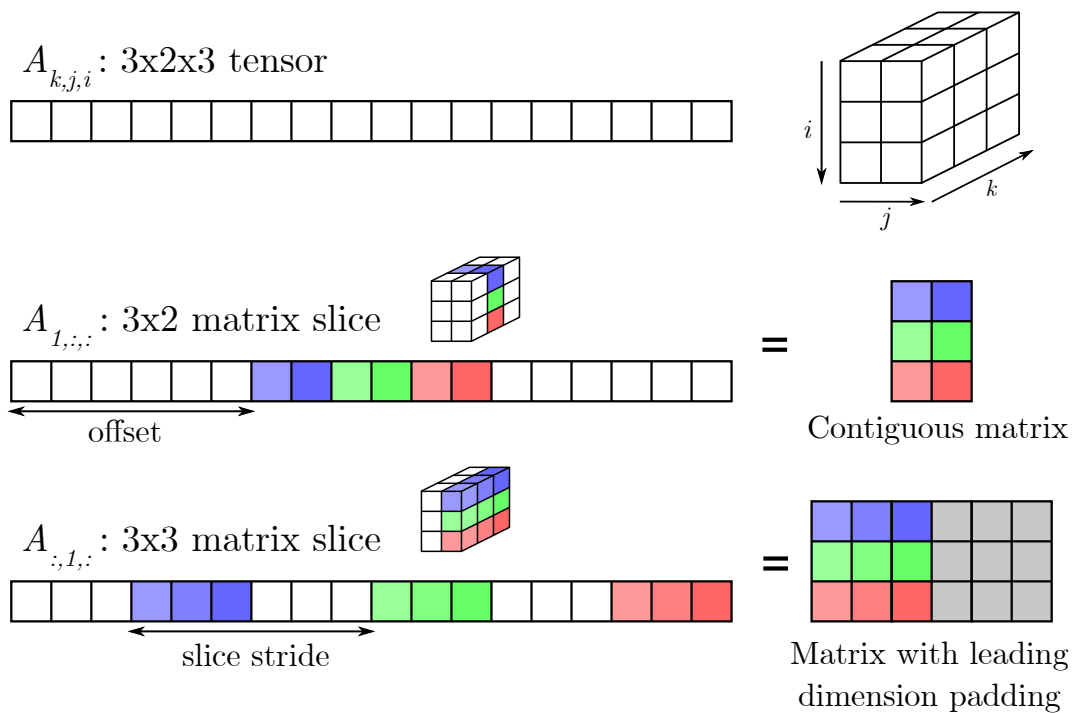 A_{k,j,i}: 3x2x3 tensor
i
j
k
A_{1,:,:}: 3x2 matrix slice
=
offset
Contiguous matrix
A_{:,1,:}: 3x3 matrix slice
=
slice stride
Matrix with leading
dimension padding